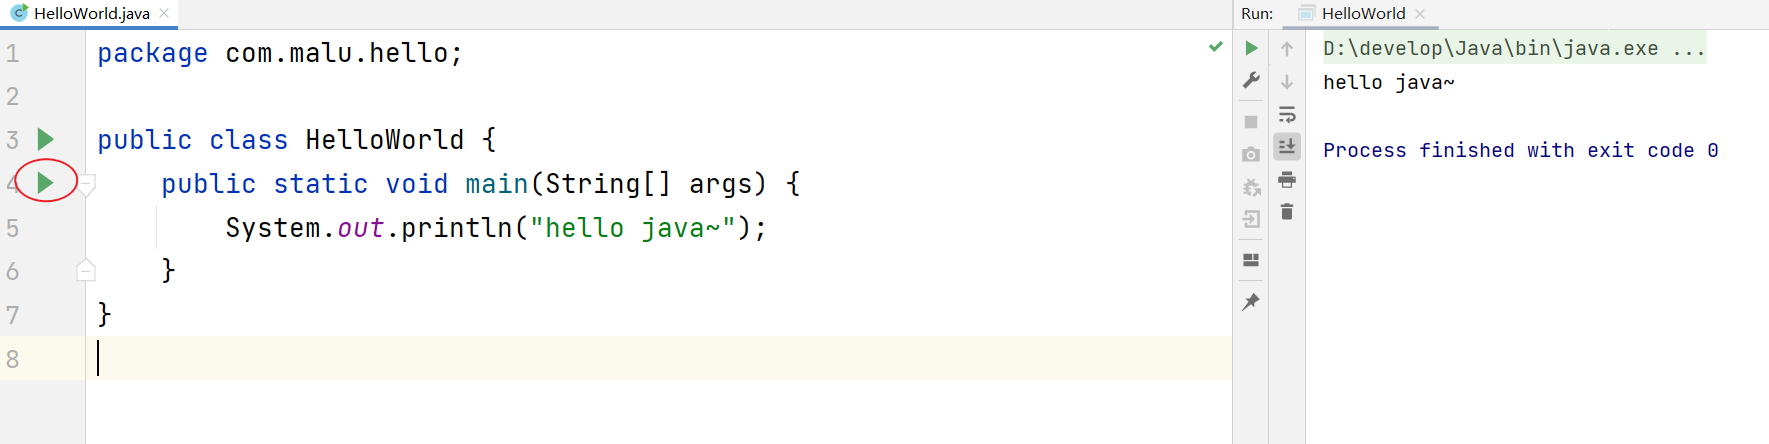 HelloWorld.java
1 package com.malu.hello;
2
3 public class HelloWorld {
4 public static void main(String[] args) {
5 System.out.println("hello java~");
6 }
7 }
8
Run: HelloWorld
D:\develop\Java\bin\java.exe ...
hello java~
Process finished with exit code 0